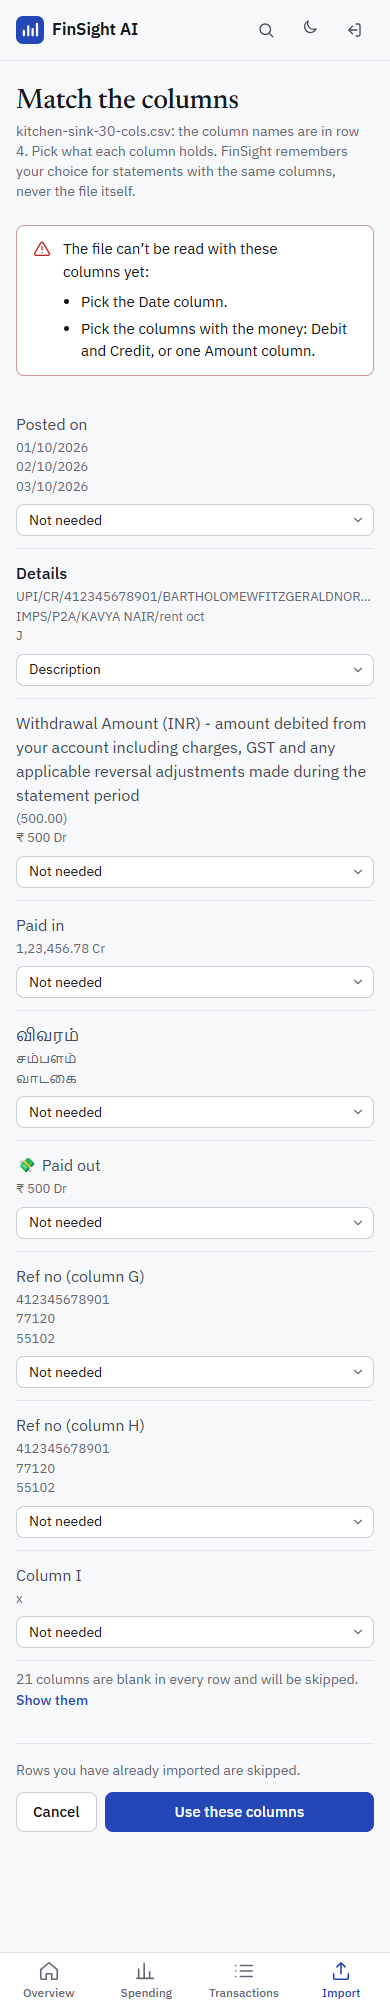 FinSight AI
Match the columns
kitchen-sink-30-cols.csv: the column names are in row
4. Pick what each column holds. FinSight remembers
your choice for statements with the same columns,
never the file itself.
The file can’t be read with these
columns yet:
• Pick the Date column.
• Pick the columns with the money: Debit
and Credit, or one Amount column.
Posted on
01/10/2026
02/10/2026
03/10/2026
Not needed
Details
UPI/CR/412345678901/BARTHOLOMEWFITZGERALDNOR...
IMPS/P2A/KAVYA NAIR/rent oct
J
Description
Withdrawal Amount (INR) - amount debited from
your account including charges, GST and any
applicable reversal adjustments made during the
statement period
(500.00)
₹ 500 Dr
Not needed
Paid in
1,23,456.78 Cr
Not needed
விவரம்
சம்பளம்
வாடகை
Not needed
💸 Paid out
₹ 500 Dr
Not needed
Ref no (column G)
412345678901
77120
55102
Not needed
Ref no (column H)
412345678901
77120
55102
Not needed
Column I
x
Not needed
21 columns are blank in every row and will be skipped.
Show them
Rows you have already imported are skipped.
Cancel
Use these columns
Overview
Spending
Transactions
Import